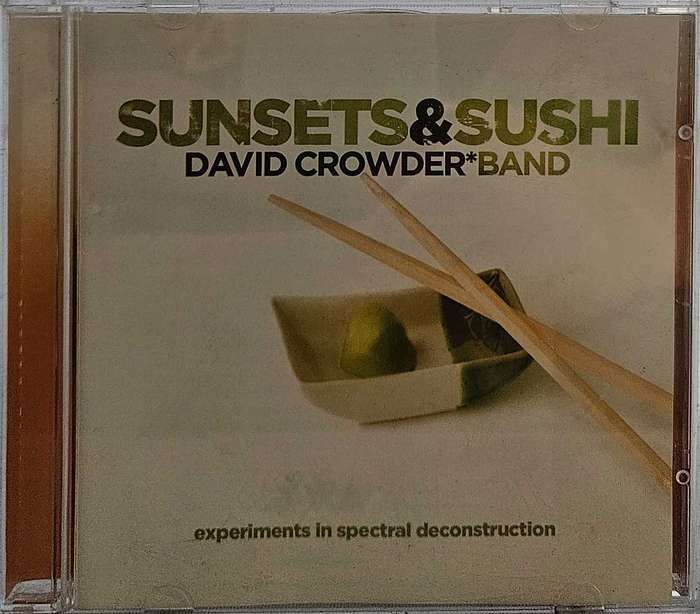 SUNSETS&SUSHI
DAVID CROWDER*BAND
experiments in spectral deconstruction